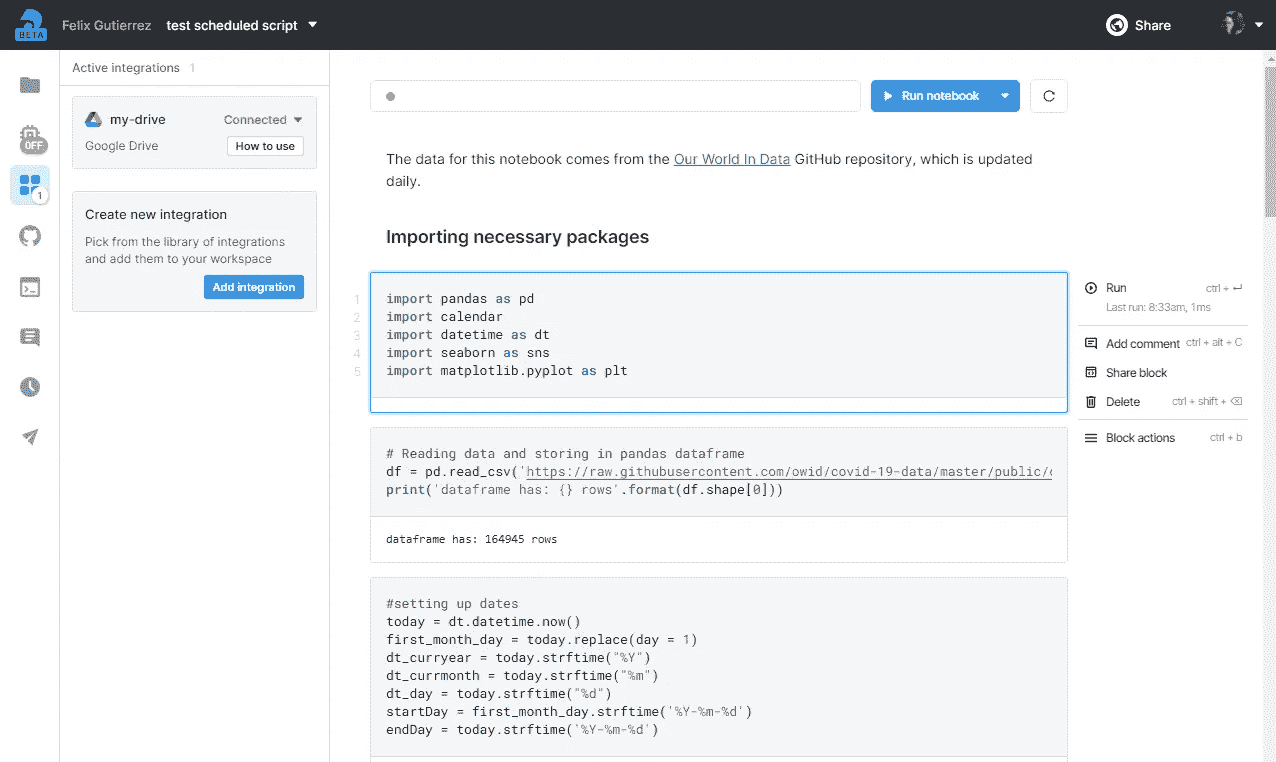 BETA
Felix Gutierrez test scheduled script
Share
OFF
1
Active integrations 1
my-drive Connected
Google Drive How to use
Create new integration
Pick from the library of integrations
and add them to your workspace
Add integration
Run notebook
The data for this notebook comes from the Our World In Data GitHub repository, which is updated
daily.
Importing necessary packages
1 import pandas as pd
2 import calendar
3 import datetime as dt
4 import seaborn as sns
5 import matplotlib.pyplot as plt
Run ctrl + ↵
Last run: 8:33am, 1ms
Add comment ctrl + alt + C
Share block
Delete ctrl + shift + ⌫
Block actions ctrl + b
# Reading data and storing in pandas dataframe
df = pd.read_csv('https://raw.githubusercontent.com/owid/covid-19-data/master/public/
print('dataframe has: {} rows'.format(df.shape[0]))
dataframe has: 164945 rows
#setting up dates
today = dt.datetime.now()
first_month_day = today.replace(day = 1)
dt_curryear = today.strftime("%Y")
dt_currmonth = today.strftime("%m")
dt_day = today.strftime("%d")
startDay = first_month_day.strftime('%Y-%m-%d')
endDay = today.strftime('%Y-%m-%d')